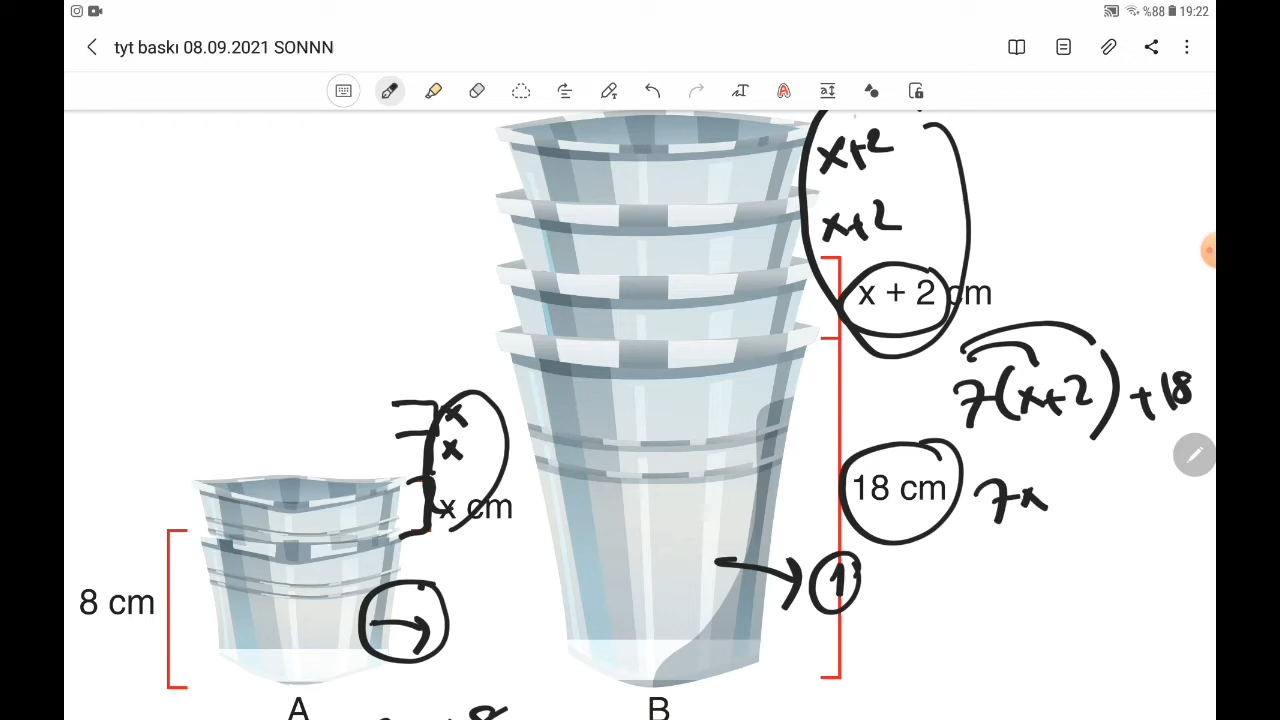 %88 19:22
tyt baskı 08.09.2021 SONNN
x+2
x+2
x + 2 cm
7(x+2)+18
x
x
x cm
18 cm
7x
8 cm
A
B
8